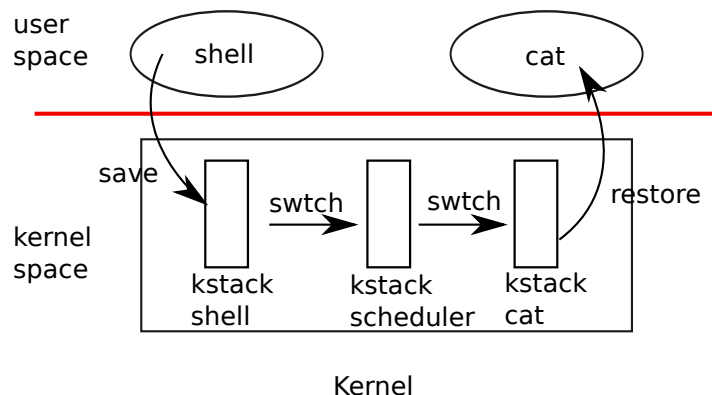 user
space
shell
cat
save
swtch
swtch
restore
kernel
space
kstack
shell
kstack
scheduler
kstack
cat
Kernel